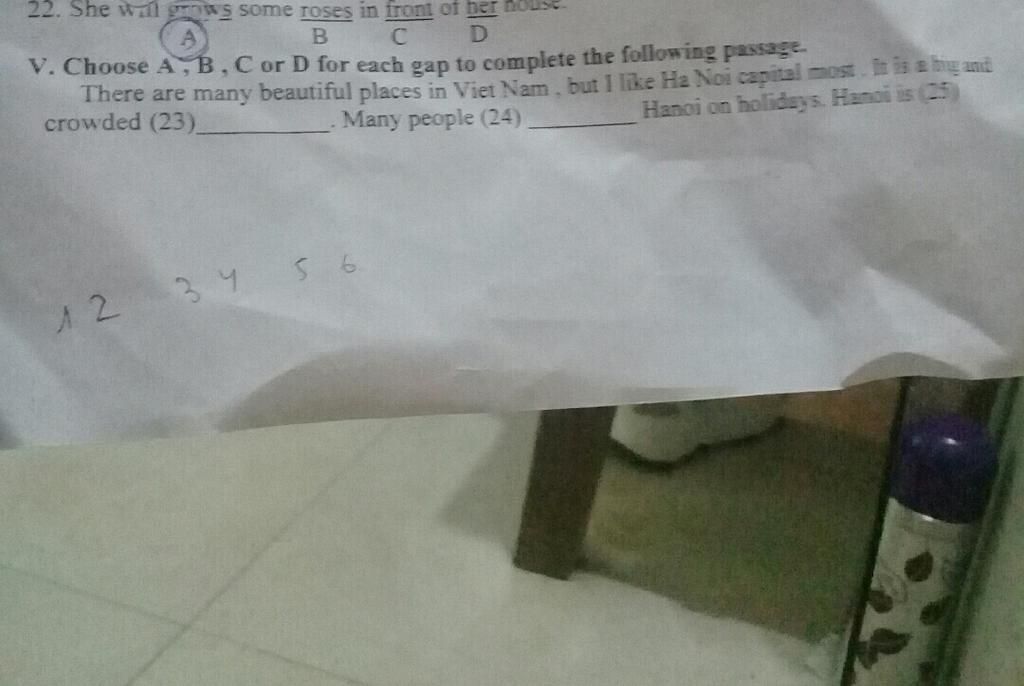 22. She will grows some roses in front of her house.
A B C D
V. Choose A , B , C or D for each gap to complete the following passage.
There are many beautiful places in Viet Nam , but I like Ha Noi capital most . It is a big and
crowded (23)____________. Many people (24) __________ Hanoi on holidays. Hanoi is (25)
1 2 3 4 5 6